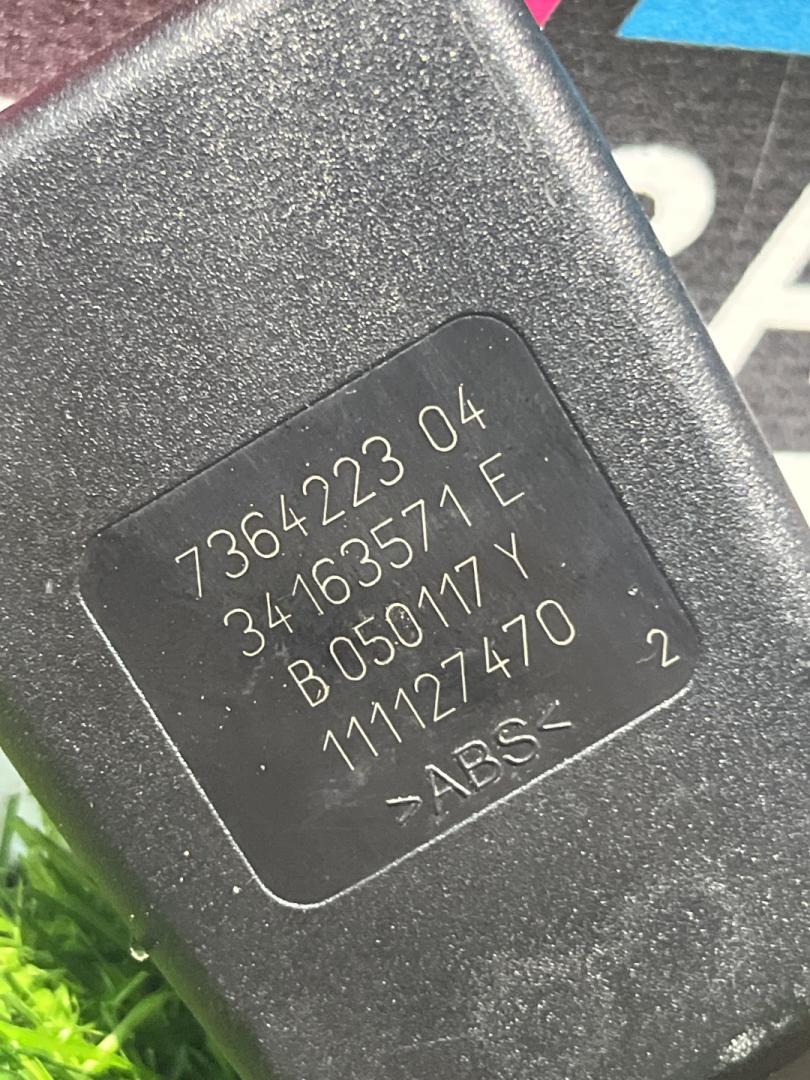 7364223 04
34163571 E
B 050117 Y
111127470
2
>ABS<